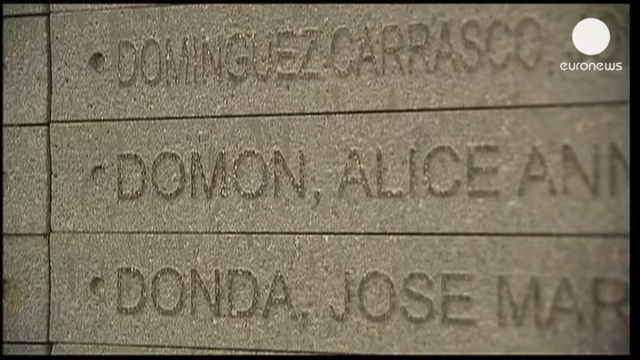 euronews
DOMINGUEZ CARRASCO,
DOMON, ALICE ANN
DONDA, JOSE MAR